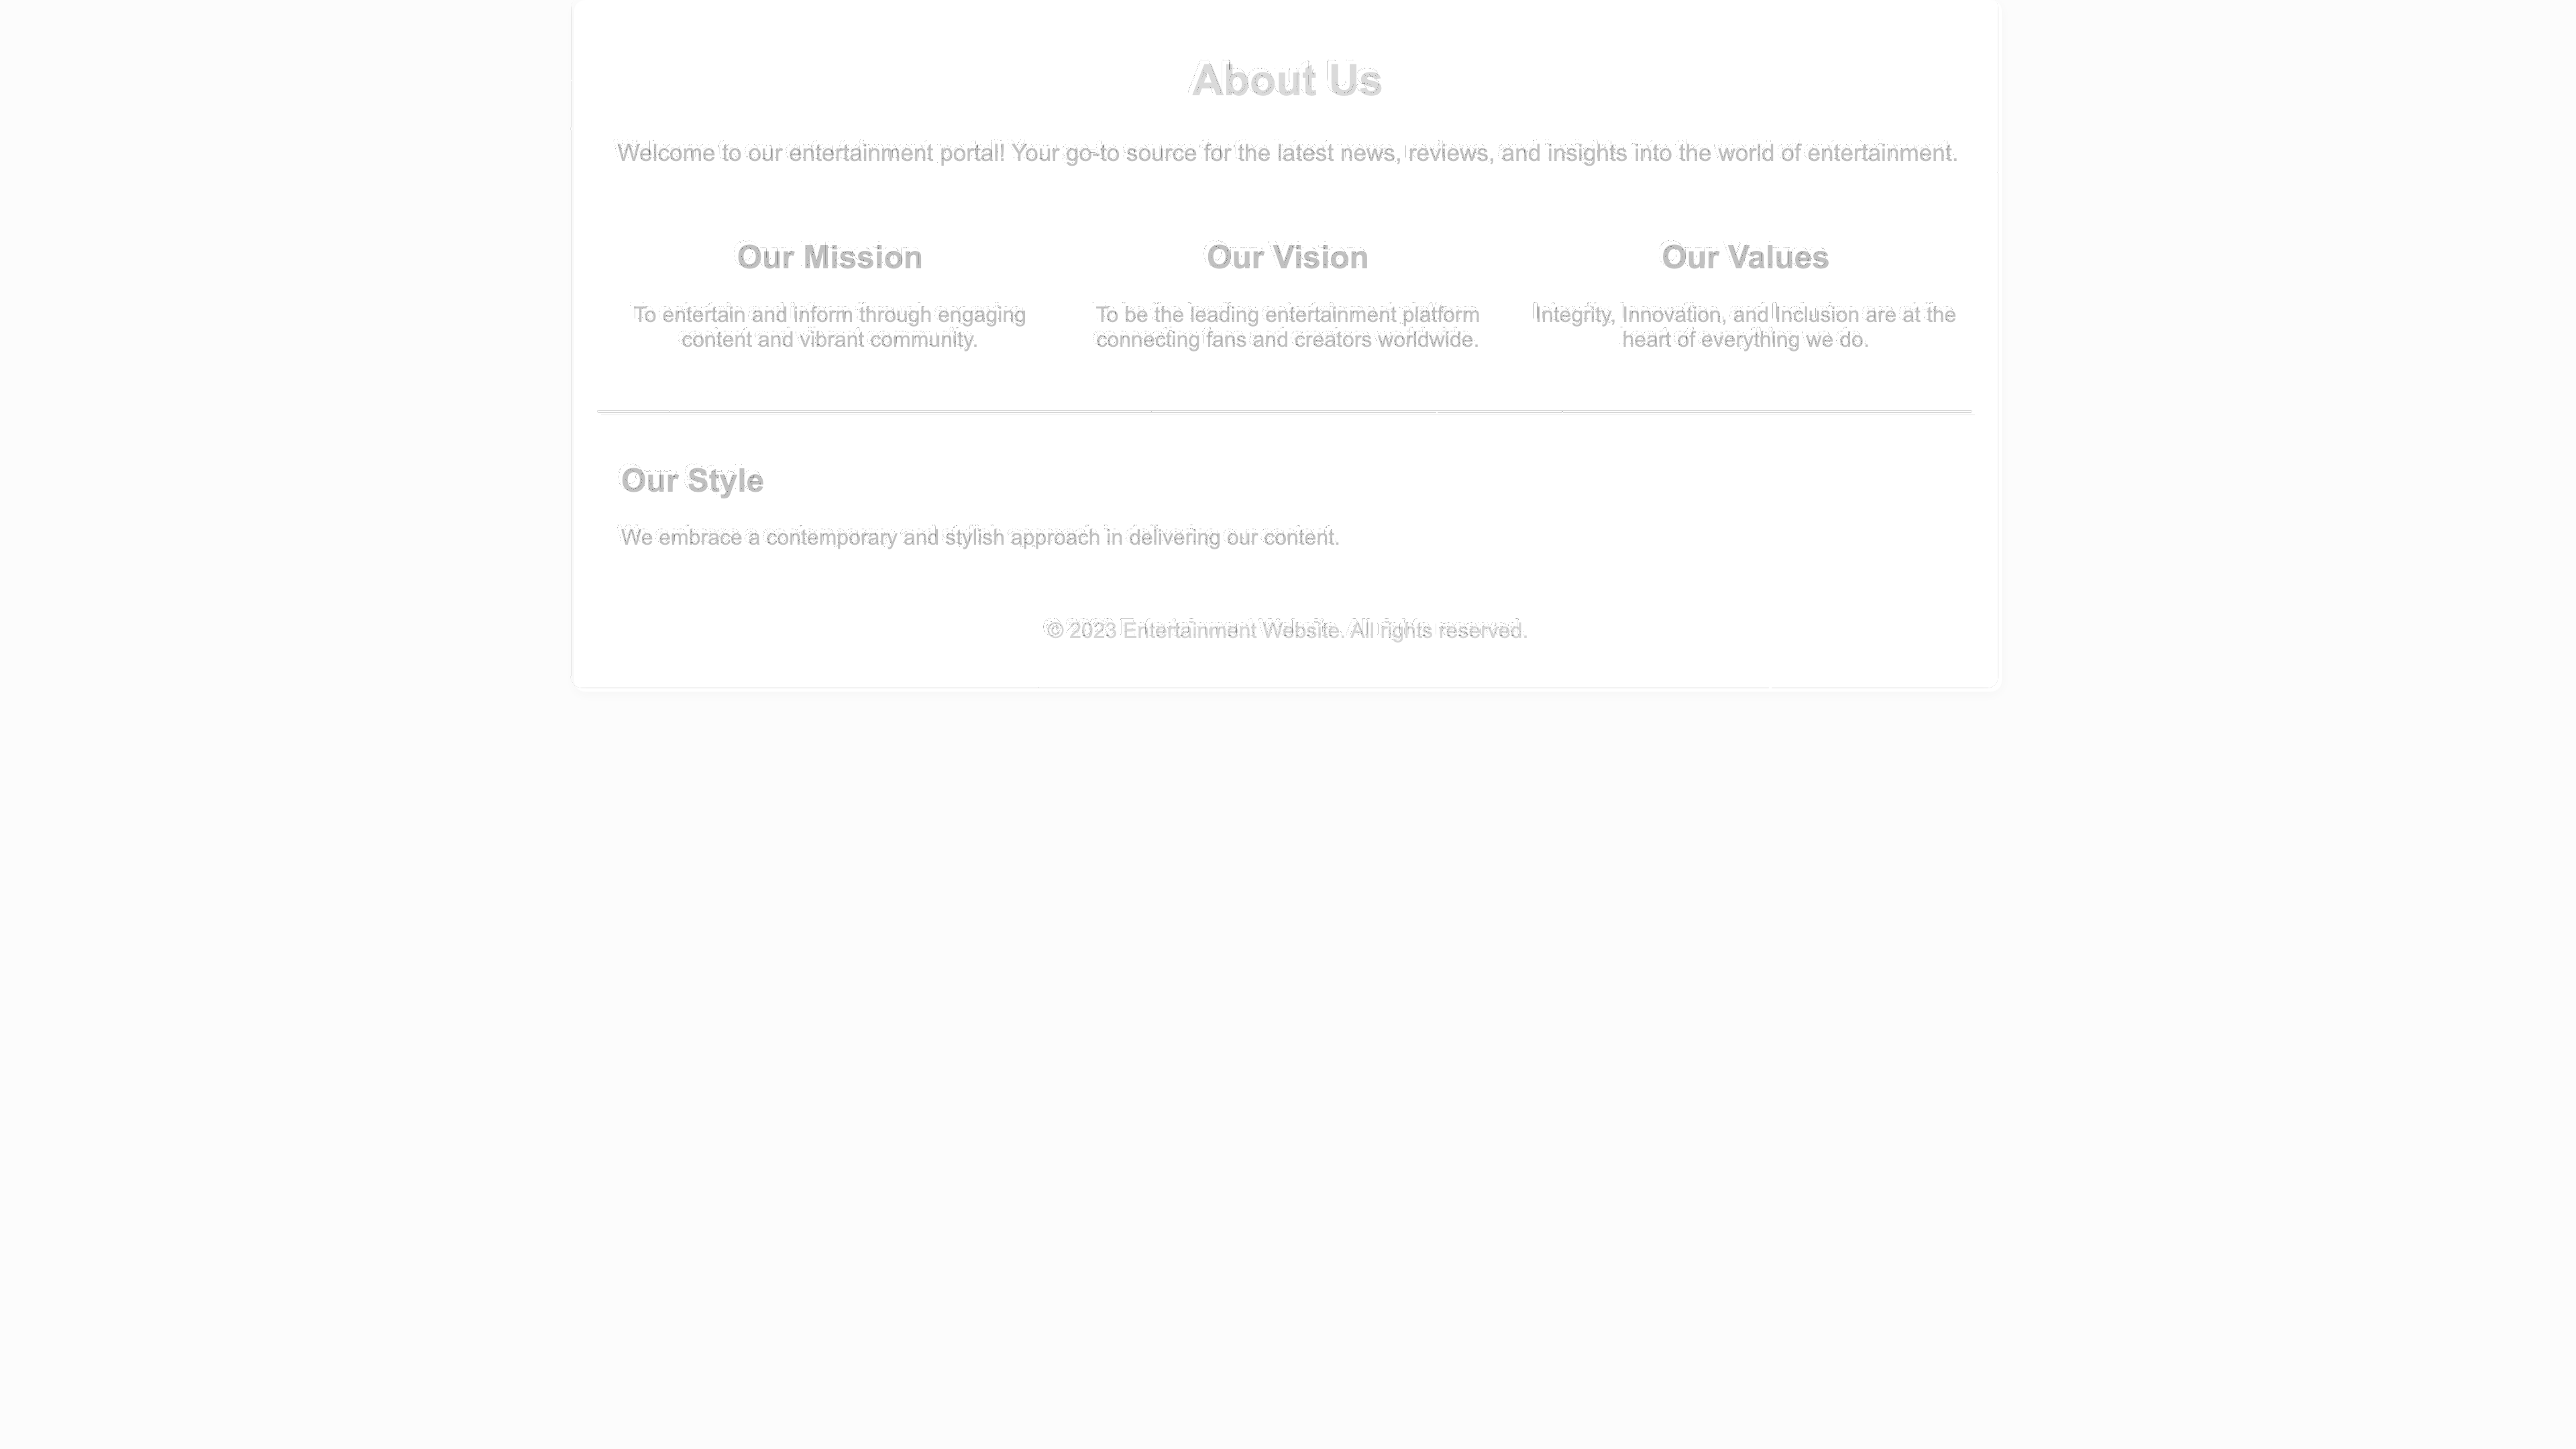 About Us
Welcome to our entertainment portal! Your go-to source for the latest news, reviews, and insights into the world of entertainment.
Our Mission
To entertain and inform through engaging
content and vibrant community.
Our Vision
To be the leading entertainment platform
connecting fans and creators worldwide.
Our Values
Integrity, Innovation, and Inclusion are at the
heart of everything we do.
Our Style
We embrace a contemporary and stylish approach in delivering our content.
© 2023 Entertainment Website. All rights reserved.